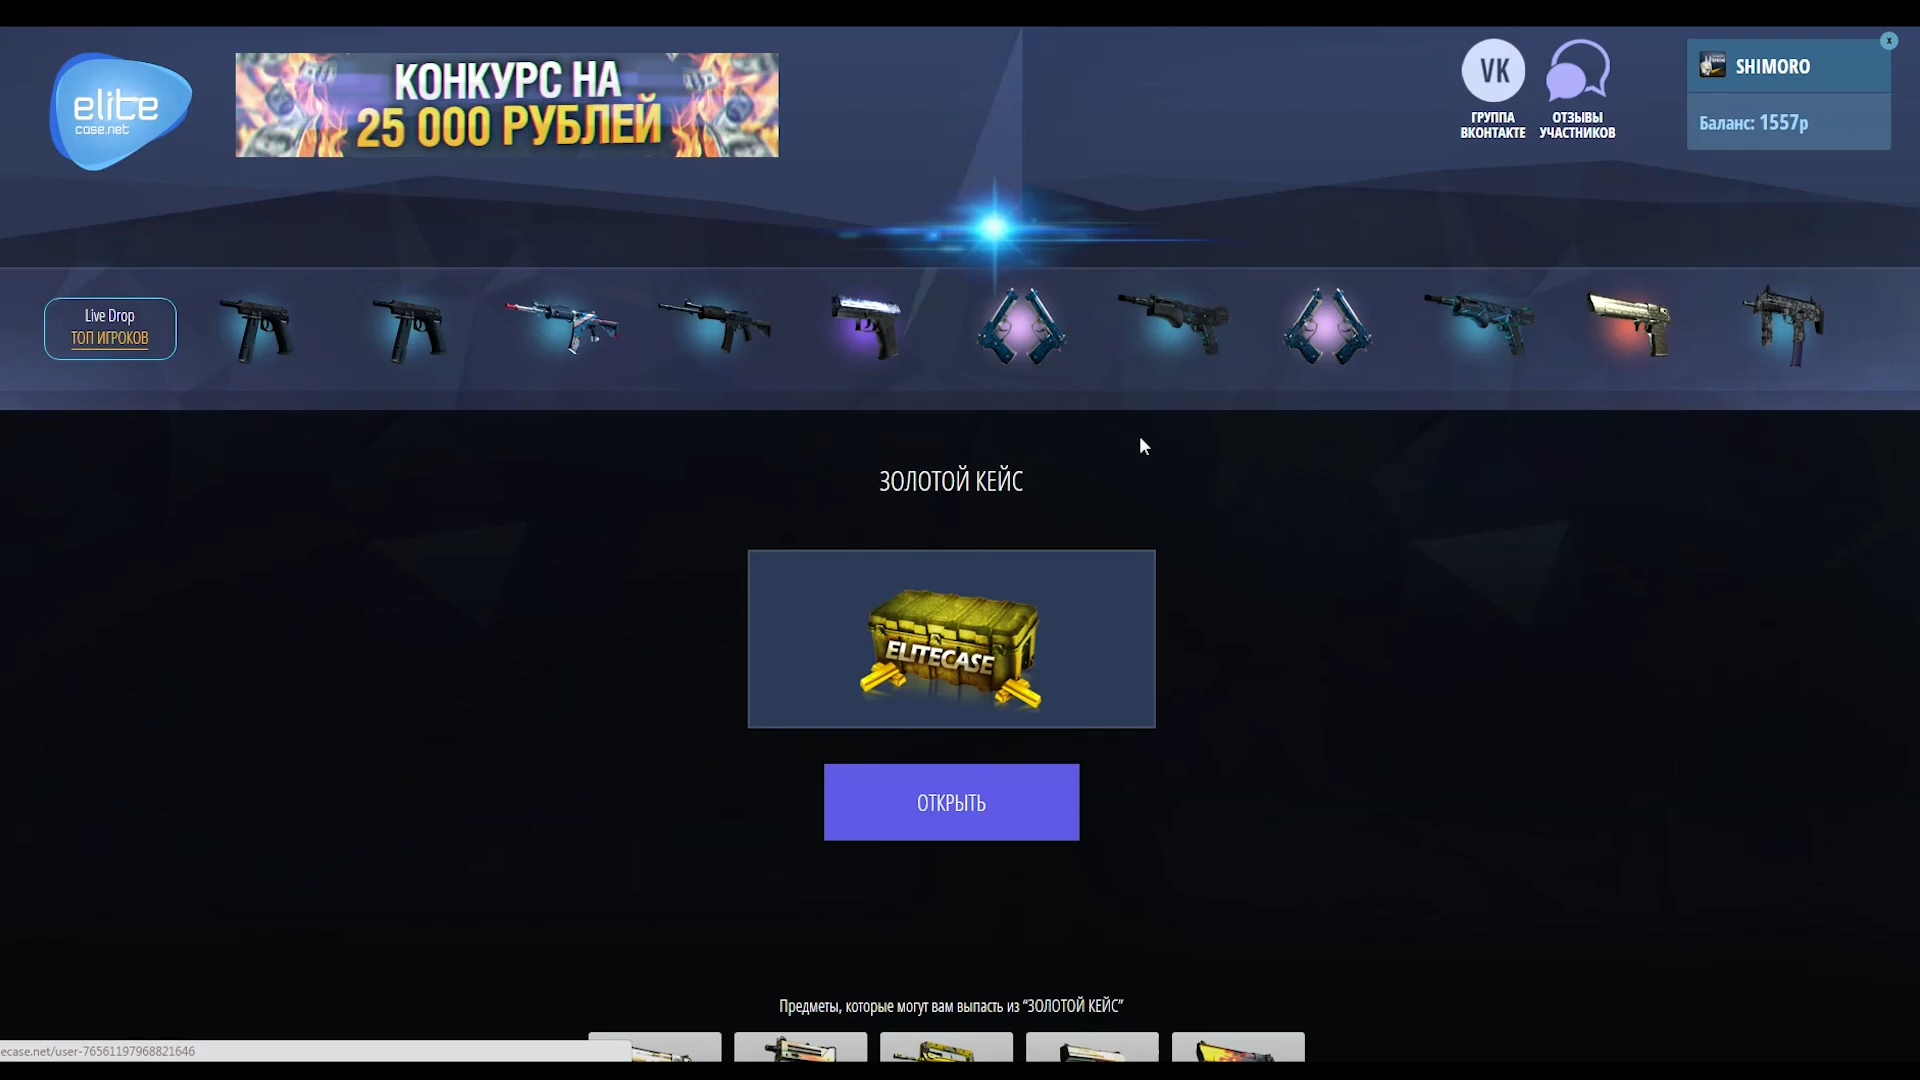 elite
case.net
КОНКУРС НА
25 000 РУБЛЕЙ
VK
ГРУППА
ВКОНТАКТЕ
ОТЗЫВЫ
УЧАСТНИКОВ
x
SHIMORO
Баланс: 1557р
Live Drop
ТОП ИГРОКОВ
ЗОЛОТОЙ КЕЙС
ELITECASE
ОТКРЫТЬ
Предметы, которые могут вам выпасть из “ЗОЛОТОЙ КЕЙС”
ecase.net/user-76561197968821646